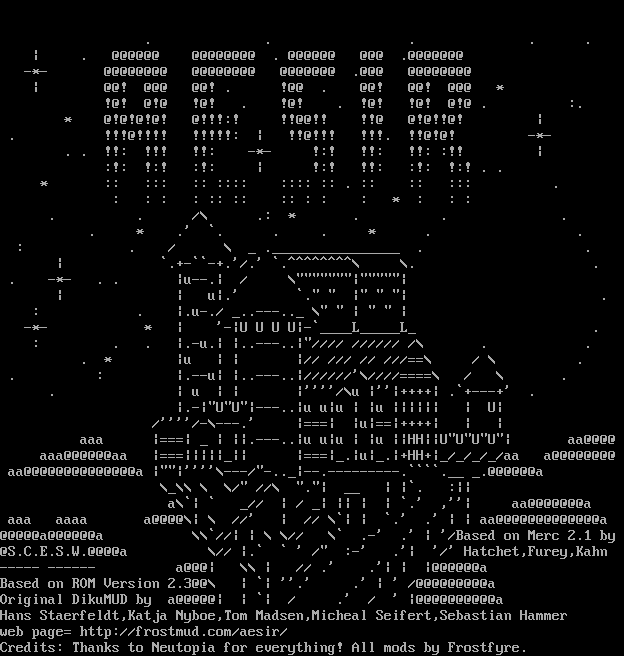 AESIR
Based on Merc 2.1 by
@S.C.E.S.W.@@@@a Hatchet,Furey,Kahn
Based on ROM Version 2.3
Original DikuMUD by
Hans Staerfeldt,Katja Nyboe,Tom Madsen,Micheal Seifert,Sebastian Hammer
web page= http://frostmud.com/aesir/
Credits: Thanks to Neutopia for everything! All mods by Frostfyre.